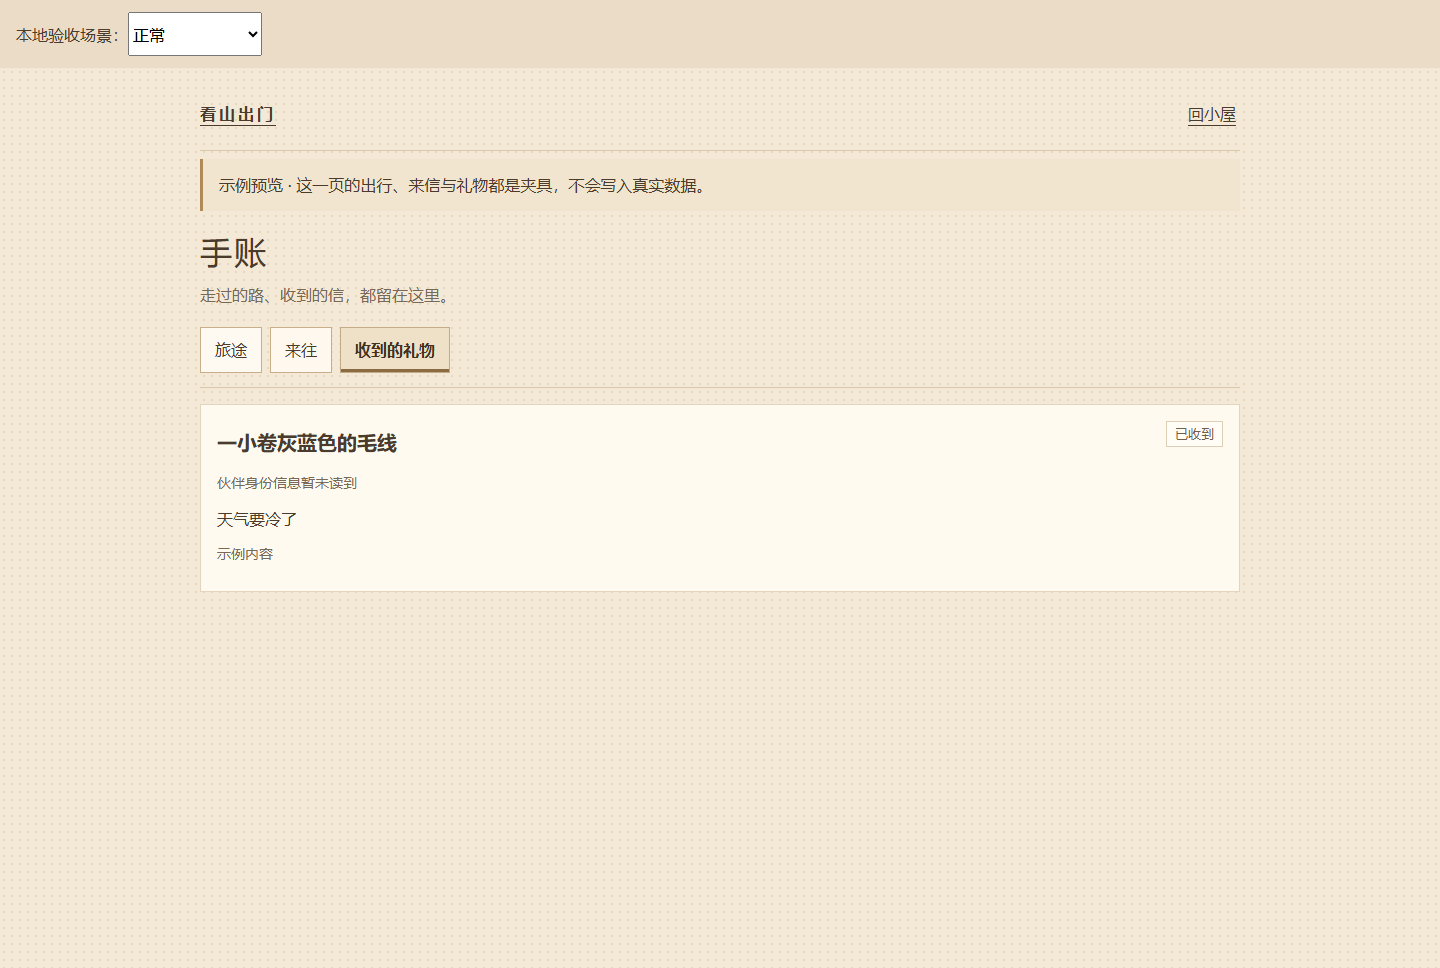 本地验收场景： 正常
看山出门
回小屋
示例预览 · 这一页的出行、来信与礼物都是夹具，不会写入真实数据。
手账
走过的路、收到的信，都留在这里。
旅途 来往 收到的礼物
一小卷灰蓝色的毛线
已收到
伙伴身份信息暂未读到
天气要冷了
示例内容